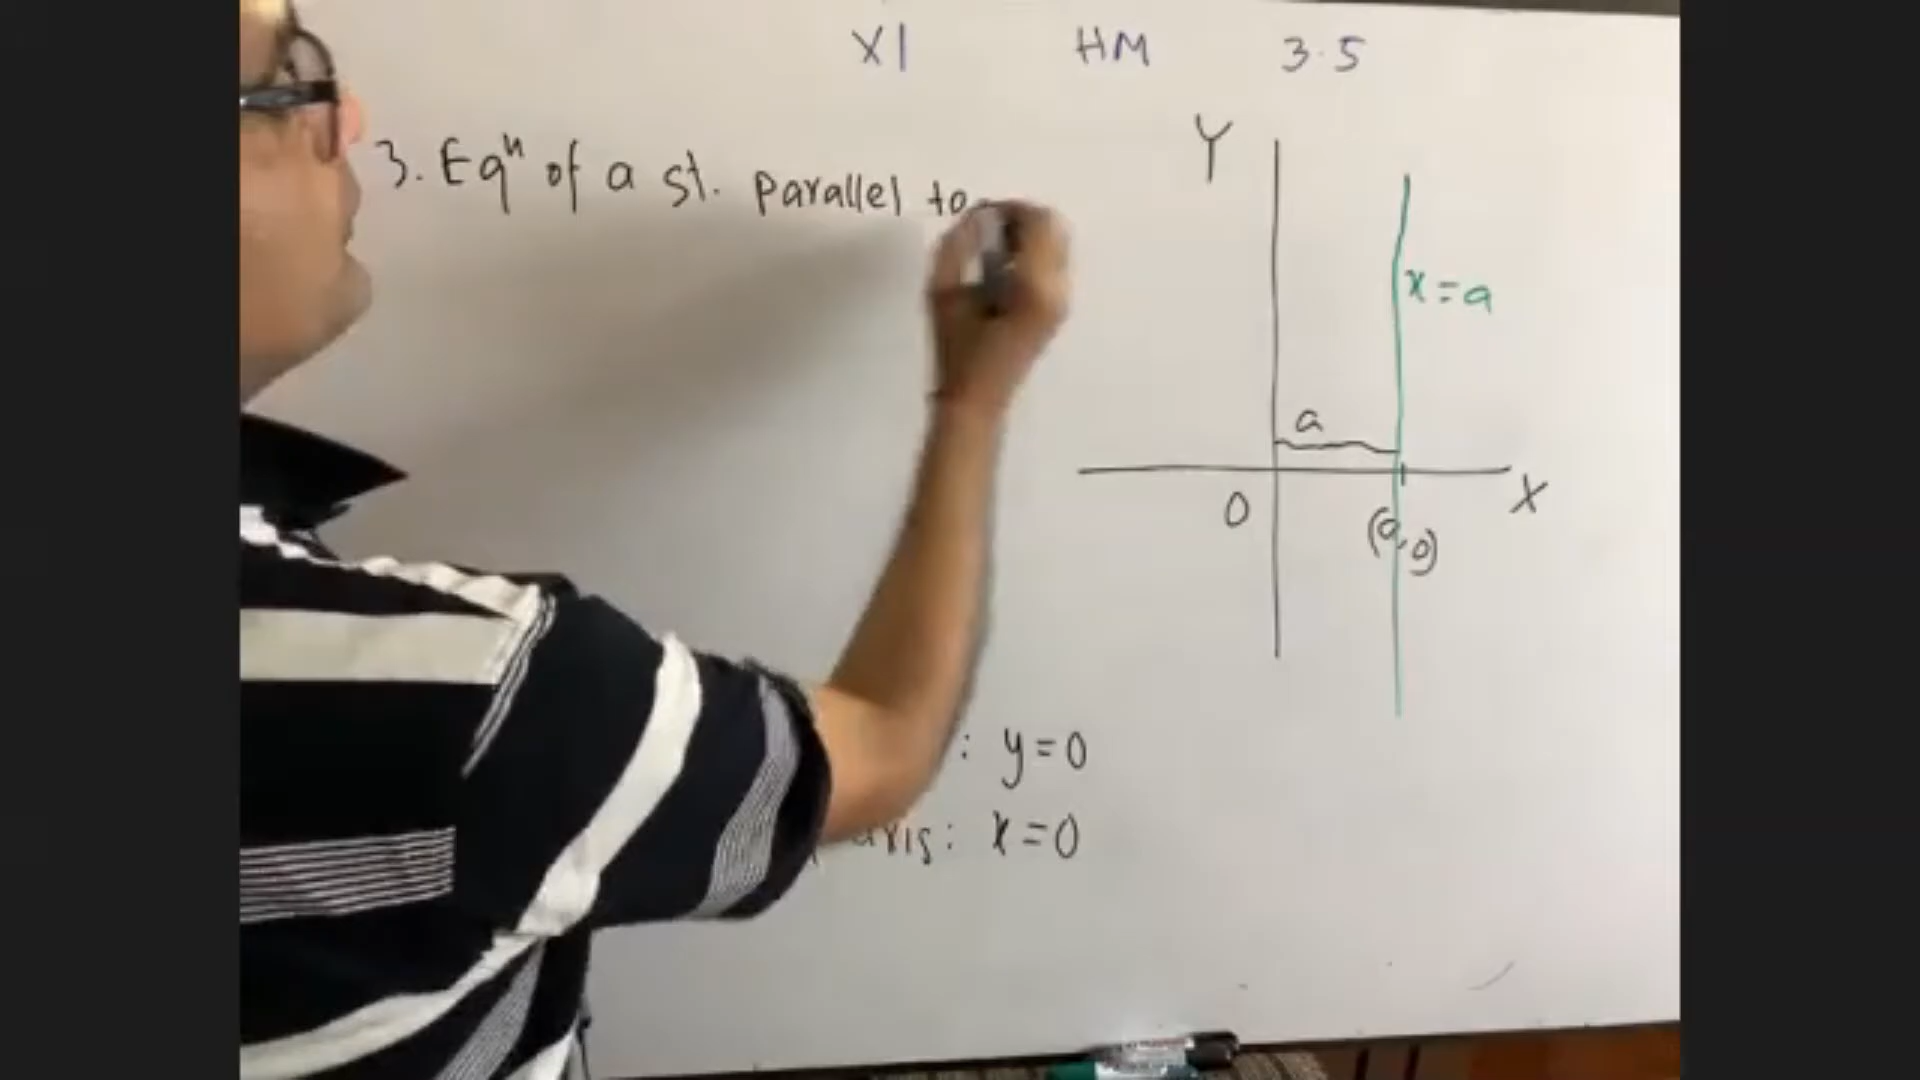 XI HM 3.5
3. Eqⁿ of a st. parallel to
Y
x = a
a
O
X
(a, 0)
: y = 0
axis: x = 0